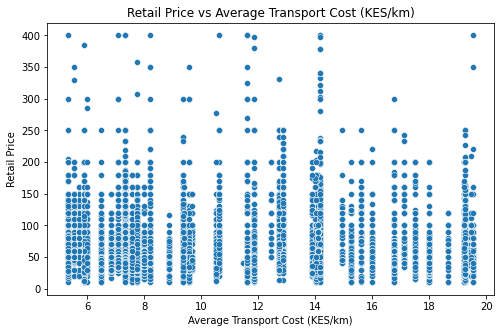 Retail Price vs Average Transport Cost (KES/km)
400
350
300
250
200
150
100
50
0
Retail Price
6 8 10 12 14 16 18 20
Average Transport Cost (KES/km)